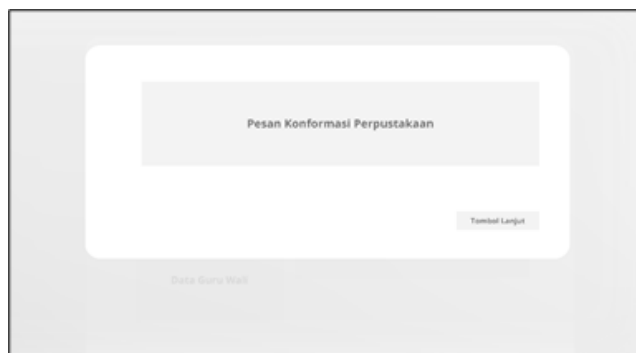 Pesan Konformasi Perpustakaan
Tombol Lanjut
Data Guru Wali